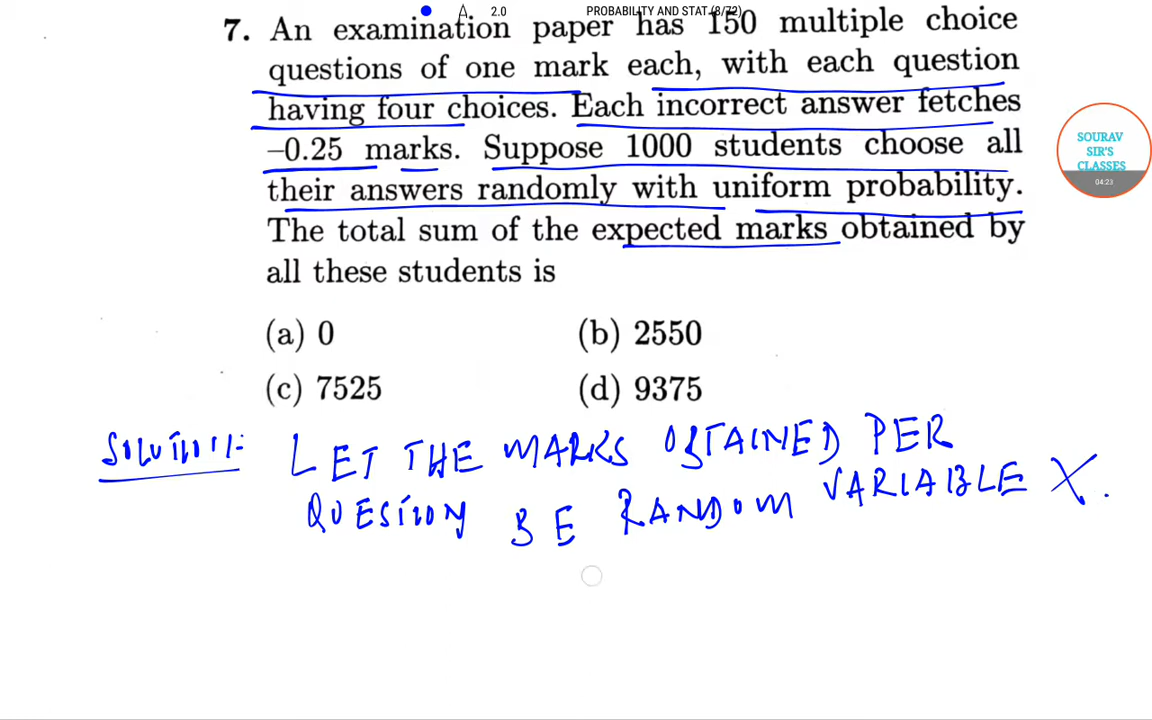 2.0 PROBABILITY AND STAT (8/72)
7. An examination paper has 150 multiple choice
questions of one mark each, with each question
having four choices. Each incorrect answer fetches
–0.25 marks. Suppose 1000 students choose all
their answers randomly with uniform probability.
The total sum of the expected marks obtained by
all these students is
(a) 0 (b) 2550
(c) 7525 (d) 9375
SOURAV
SIR'S
CLASSES
04:23
SOLUTION:-
LET THE MARKS OBTAINED PER
QUESTION BE RANDOM VARIABLE X.